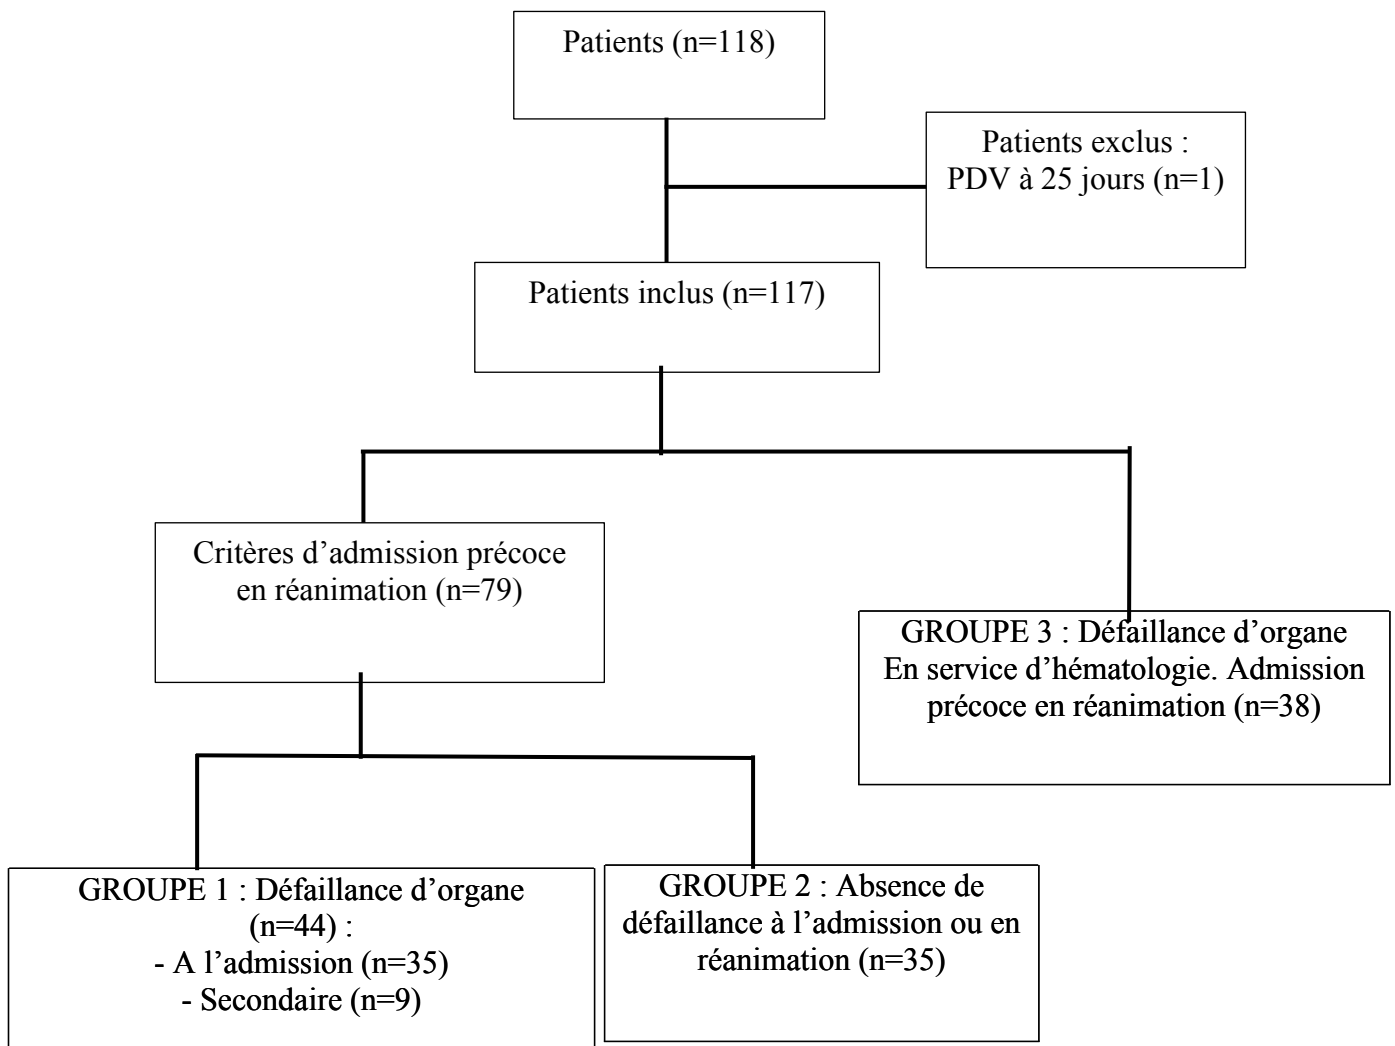 Patients (n=118)
Patients exclus :
PDV à 25 jours (n=1)
Patients inclus (n=117)
Critères d’admission précoce
en réanimation (n=79)
GROUPE 3 : Défaillance d’organe
En service d’hématologie. Admission
précoce en réanimation (n=38)
GROUPE 1 : Défaillance d’organe
(n=44) :
- A l’admission (n=35)
- Secondaire (n=9)
GROUPE 2 : Absence de
défaillance à l’admission ou en
réanimation (n=35)